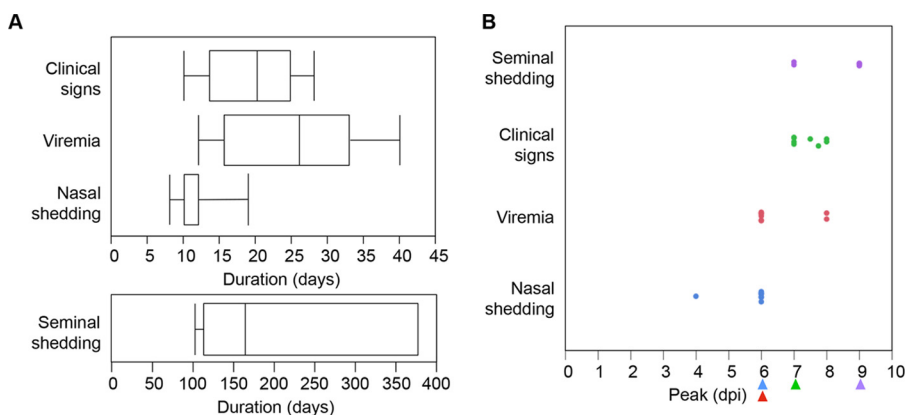 A
Clinical
signs
Viremia
Nasal
shedding
0 5 10 15 20 25 30 35 40 45
Duration (days)
Seminal
shedding
0 50 100 150 200 250 300 350 400
Duration (days)
B
Seminal
shedding
Clinical
signs
Viremia
Nasal
shedding
0 1 2 3 4 5 6 7 8 9 10
Peak (dpi)